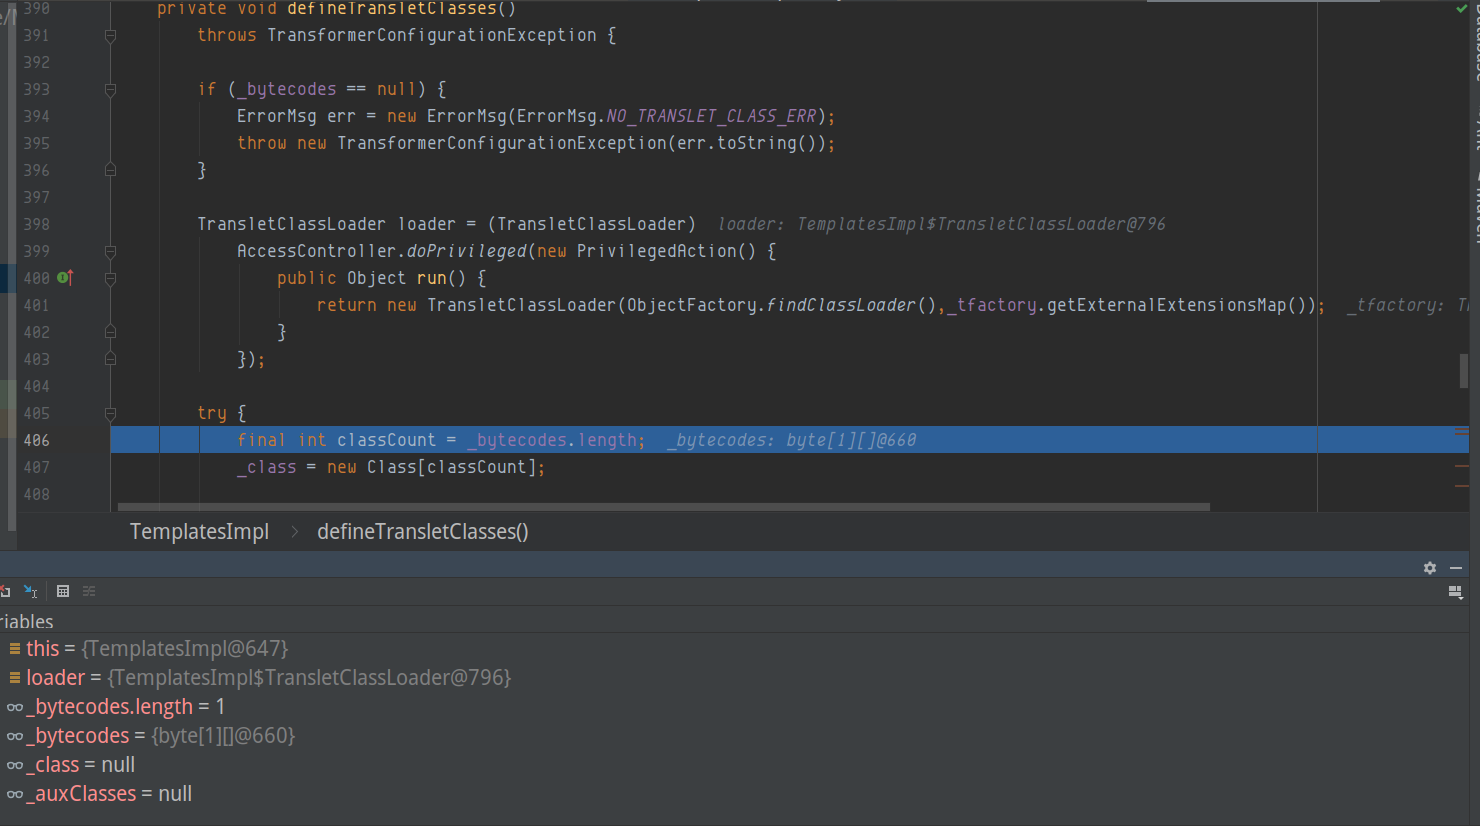 390 private void defineTransletClasses()
391 throws TransformerConfigurationException {
392
393 if (_bytecodes == null) {
394 ErrorMsg err = new ErrorMsg(ErrorMsg.NO_TRANSLET_CLASS_ERR);
395 throw new TransformerConfigurationException(err.toString());
396 }
397
398 TransletClassLoader loader = (TransletClassLoader) loader: TemplatesImpl$TransletClassLoader@796
399 AccessController.doPrivileged(new PrivilegedAction() {
400 public Object run() {
401 return new TransletClassLoader(ObjectFactory.findClassLoader(),_tfactory.getExternalExtensionsMap()); _tfactory: T
402 }
403 });
404
405 try {
406 final int classCount = _bytecodes.length; _bytecodes: byte[1][]@660
407 _class = new Class[classCount];
408
TemplatesImpl > defineTransletClasses()
riables
this = {TemplatesImpl@647}
loader = {TemplatesImpl$TransletClassLoader@796}
_bytecodes.length = 1
_bytecodes = {byte[1][]@660}
_class = null
_auxClasses = null